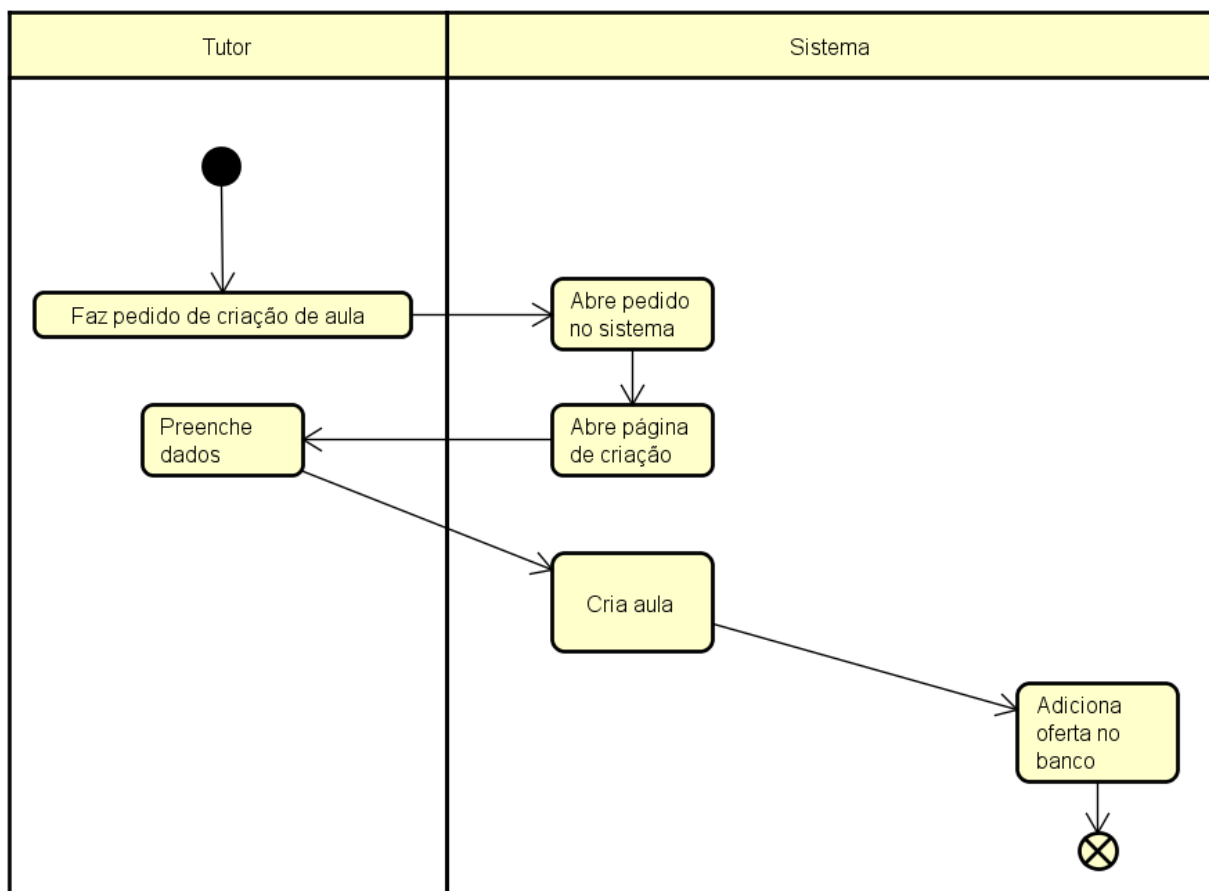 Tutor
Sistema
Faz pedido de criação de aula
Abre pedido
no sistema
Preenche
dados
Abre página
de criação
Cria aula
Adiciona
oferta no
banco